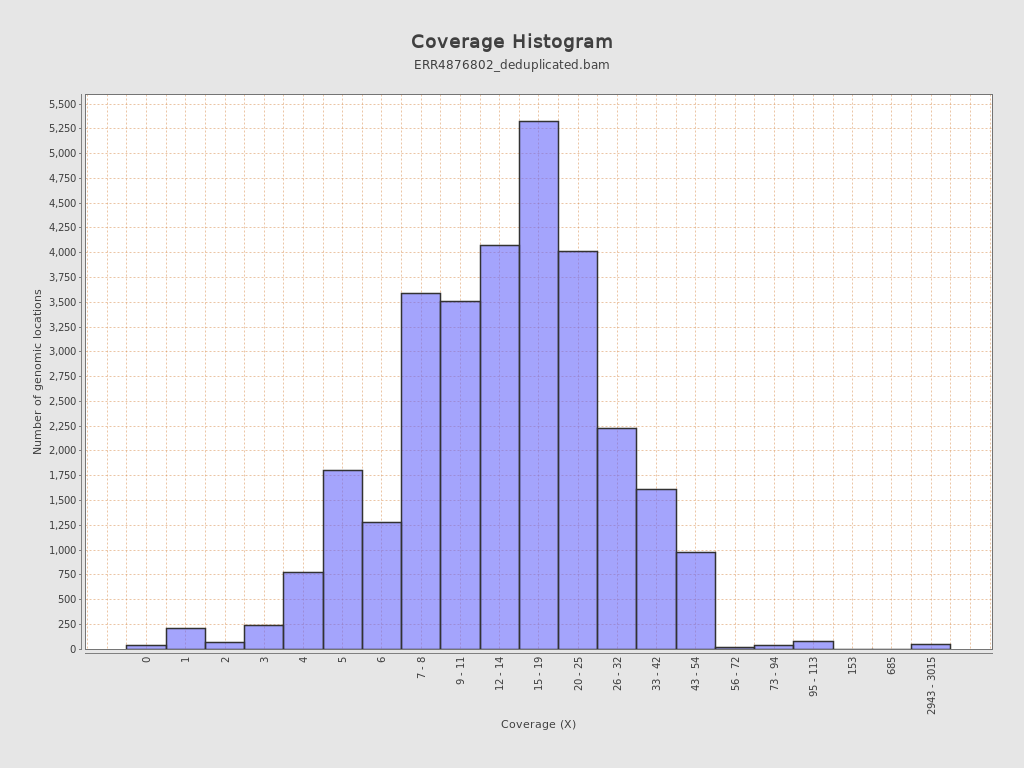 Coverage Histogram
ERR4876802_deduplicated.bam
5,500
5,250
5,000
4,750
4,500
4,250
4,000
3,750
3,500
3,250
3,000
2,750
2,500
2,250
2,000
1,750
1,500
1,250
1,000
750
500
250
0
Number of genomic locations
0
1
2
3
4
5
6
7 - 8
9 - 11
12 - 14
15 - 19
20 - 25
26 - 32
33 - 42
43 - 54
56 - 72
73 - 94
95 - 113
153
685
2943 - 3015
Coverage (X)